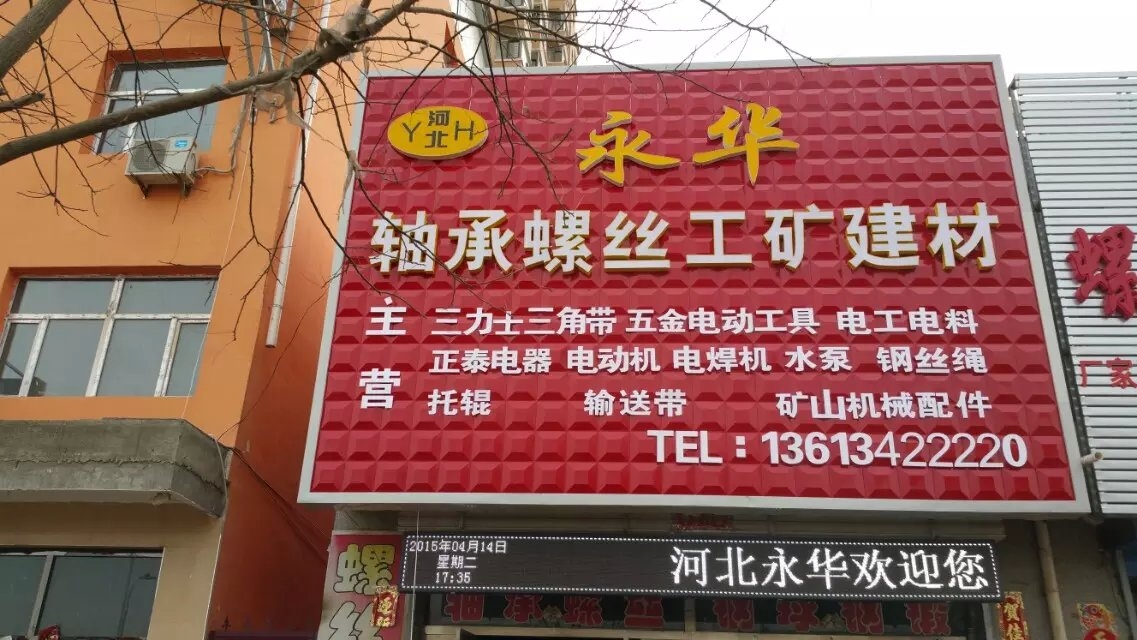 Y河北H
永华
轴承螺丝工矿建材
主营
三力士三角带 五金电动工具 电工电料
正泰电器 电动机 电焊机 水泵 钢丝绳
托辊 输送带 矿山机械配件
TEL：13613422220
2015年04月14日
星期二
17:35
河北永华欢迎您
螺丝
螺
厂家